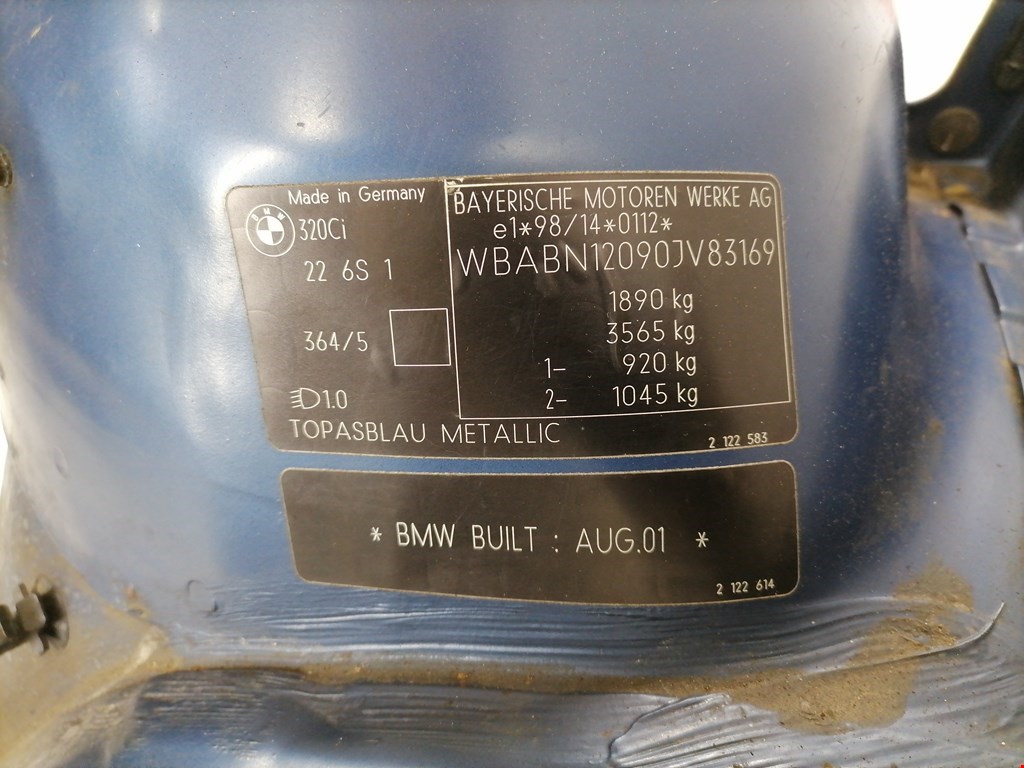 Made in Germany
BMW
320Ci
22 6S 1
364/5
1.0
TOPASBLAU METALLIC
BAYERISCHE MOTOREN WERKE AG
e1*98/14*0112*
WBABN12090JV83169
1890 kg
3565 kg
1- 920 kg
2- 1045 kg
2 122 583
* BMW BUILT : AUG.01 *
2 122 614